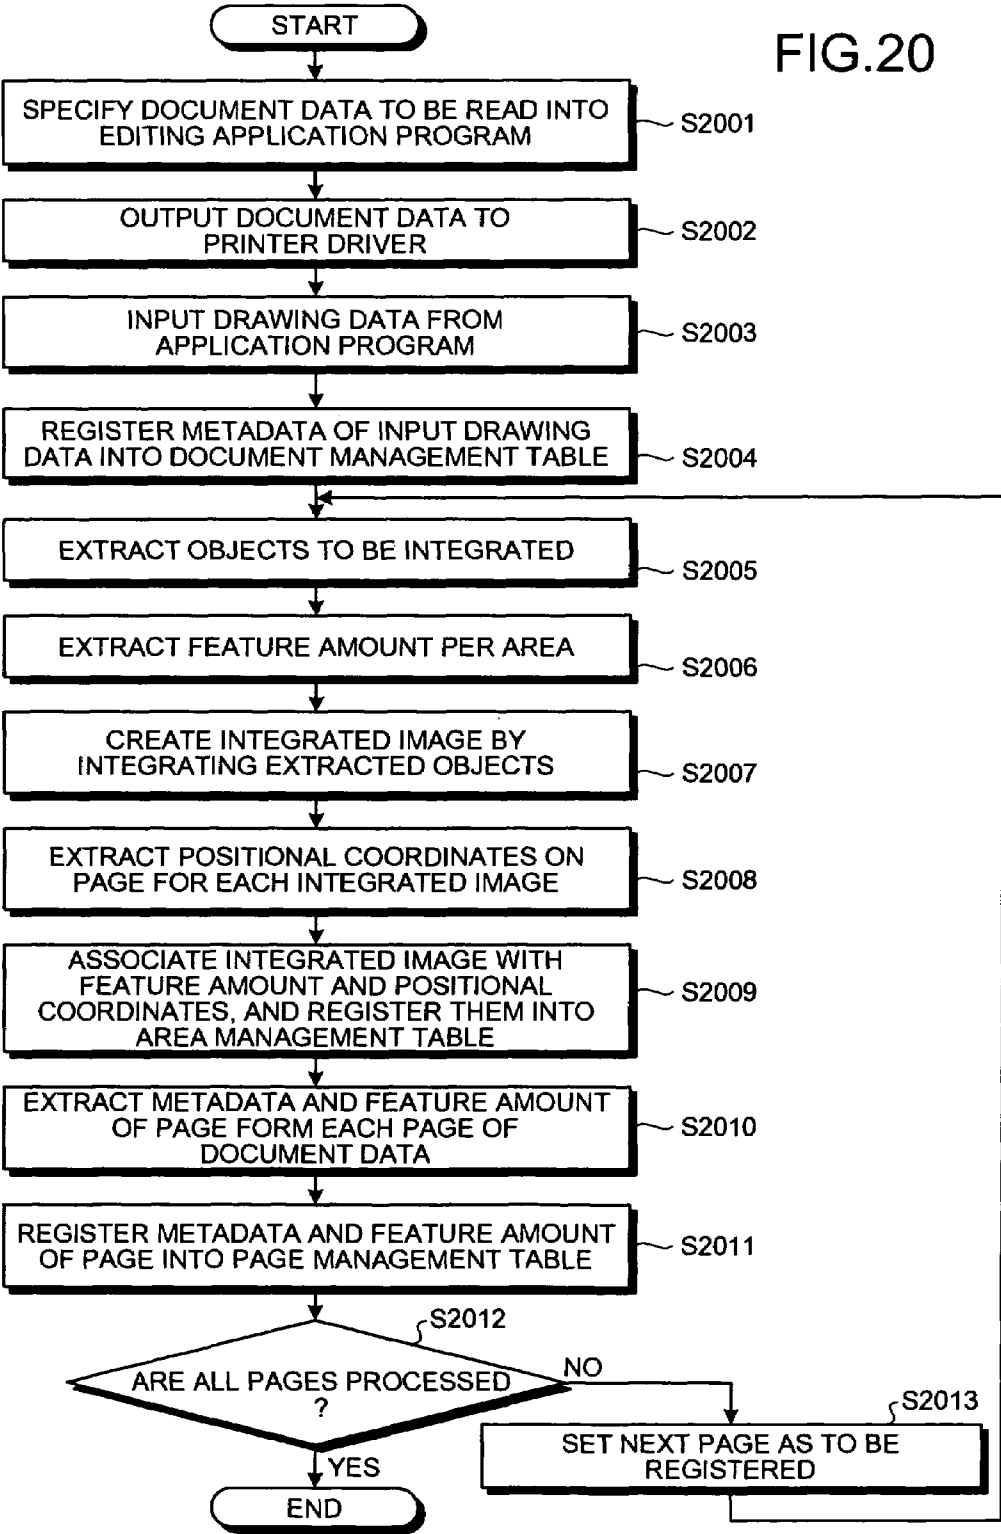 START
FIG.20
SPECIFY DOCUMENT DATA TO BE READ INTO
EDITING APPLICATION PROGRAM
S2001
OUTPUT DOCUMENT DATA TO
PRINTER DRIVER
S2002
INPUT DRAWING DATA FROM
APPLICATION PROGRAM
S2003
REGISTER METADATA OF INPUT DRAWING
DATA INTO DOCUMENT MANAGEMENT TABLE
S2004
EXTRACT OBJECTS TO BE INTEGRATED
S2005
EXTRACT FEATURE AMOUNT PER AREA
S2006
CREATE INTEGRATED IMAGE BY
INTEGRATING EXTRACTED OBJECTS
S2007
EXTRACT POSITIONAL COORDINATES ON
PAGE FOR EACH INTEGRATED IMAGE
S2008
ASSOCIATE INTEGRATED IMAGE WITH
FEATURE AMOUNT AND POSITIONAL
COORDINATES, AND REGISTER THEM INTO
AREA MANAGEMENT TABLE
S2009
EXTRACT METADATA AND FEATURE AMOUNT
OF PAGE FORM EACH PAGE OF
DOCUMENT DATA
S2010
REGISTER METADATA AND FEATURE AMOUNT
OF PAGE INTO PAGE MANAGEMENT TABLE
S2011
S2012
ARE ALL PAGES PROCESSED
?
NO
S2013
SET NEXT PAGE AS TO BE
REGISTERED
YES
END